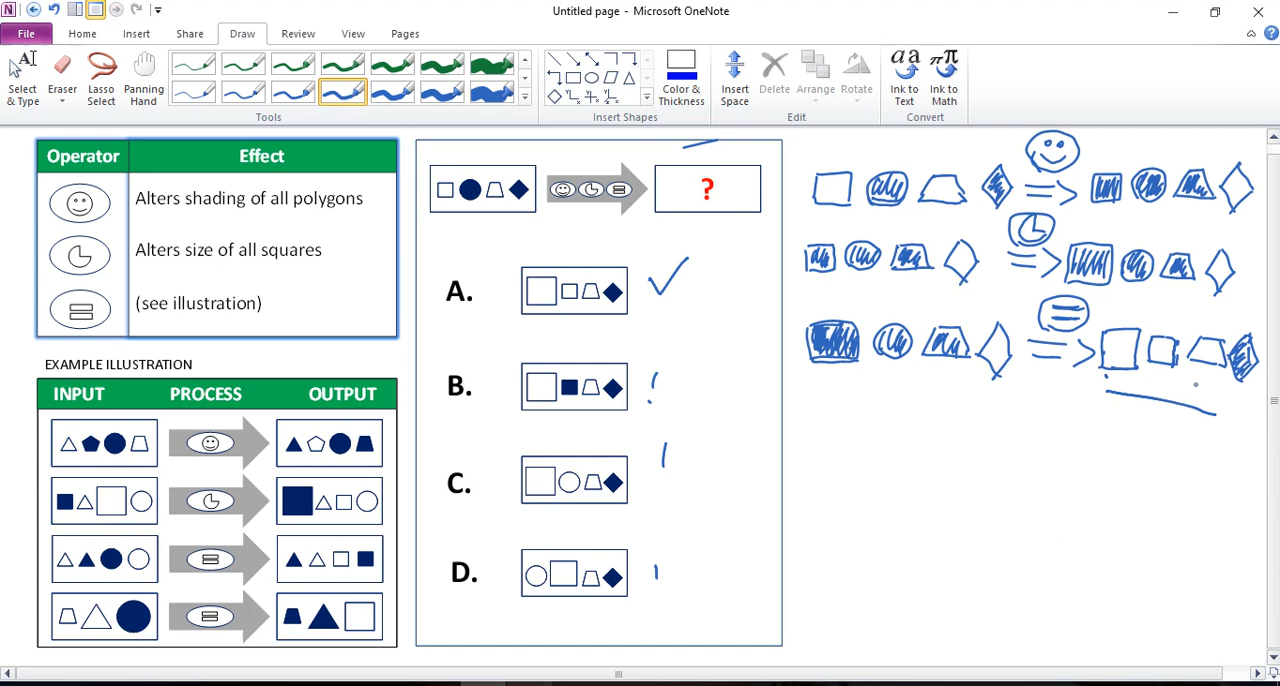 Untitled page - Microsoft OneNote
File Home Insert Draw Review View Pages
Select & Type
Eraser
Lasso Select
Panning Hand
Color & Thickness
Insert Space
Delete
Arrange
Rotate
Ink to Text
Ink to Math
Tools
Insert Shapes
Edit
Convert
Operator Effect
Alters shading of all polygons
Alters size of all squares
(see illustration)
EXAMPLE ILLUSTRATION
INPUT PROCESS OUTPUT
?
A.
B.
C.
D.